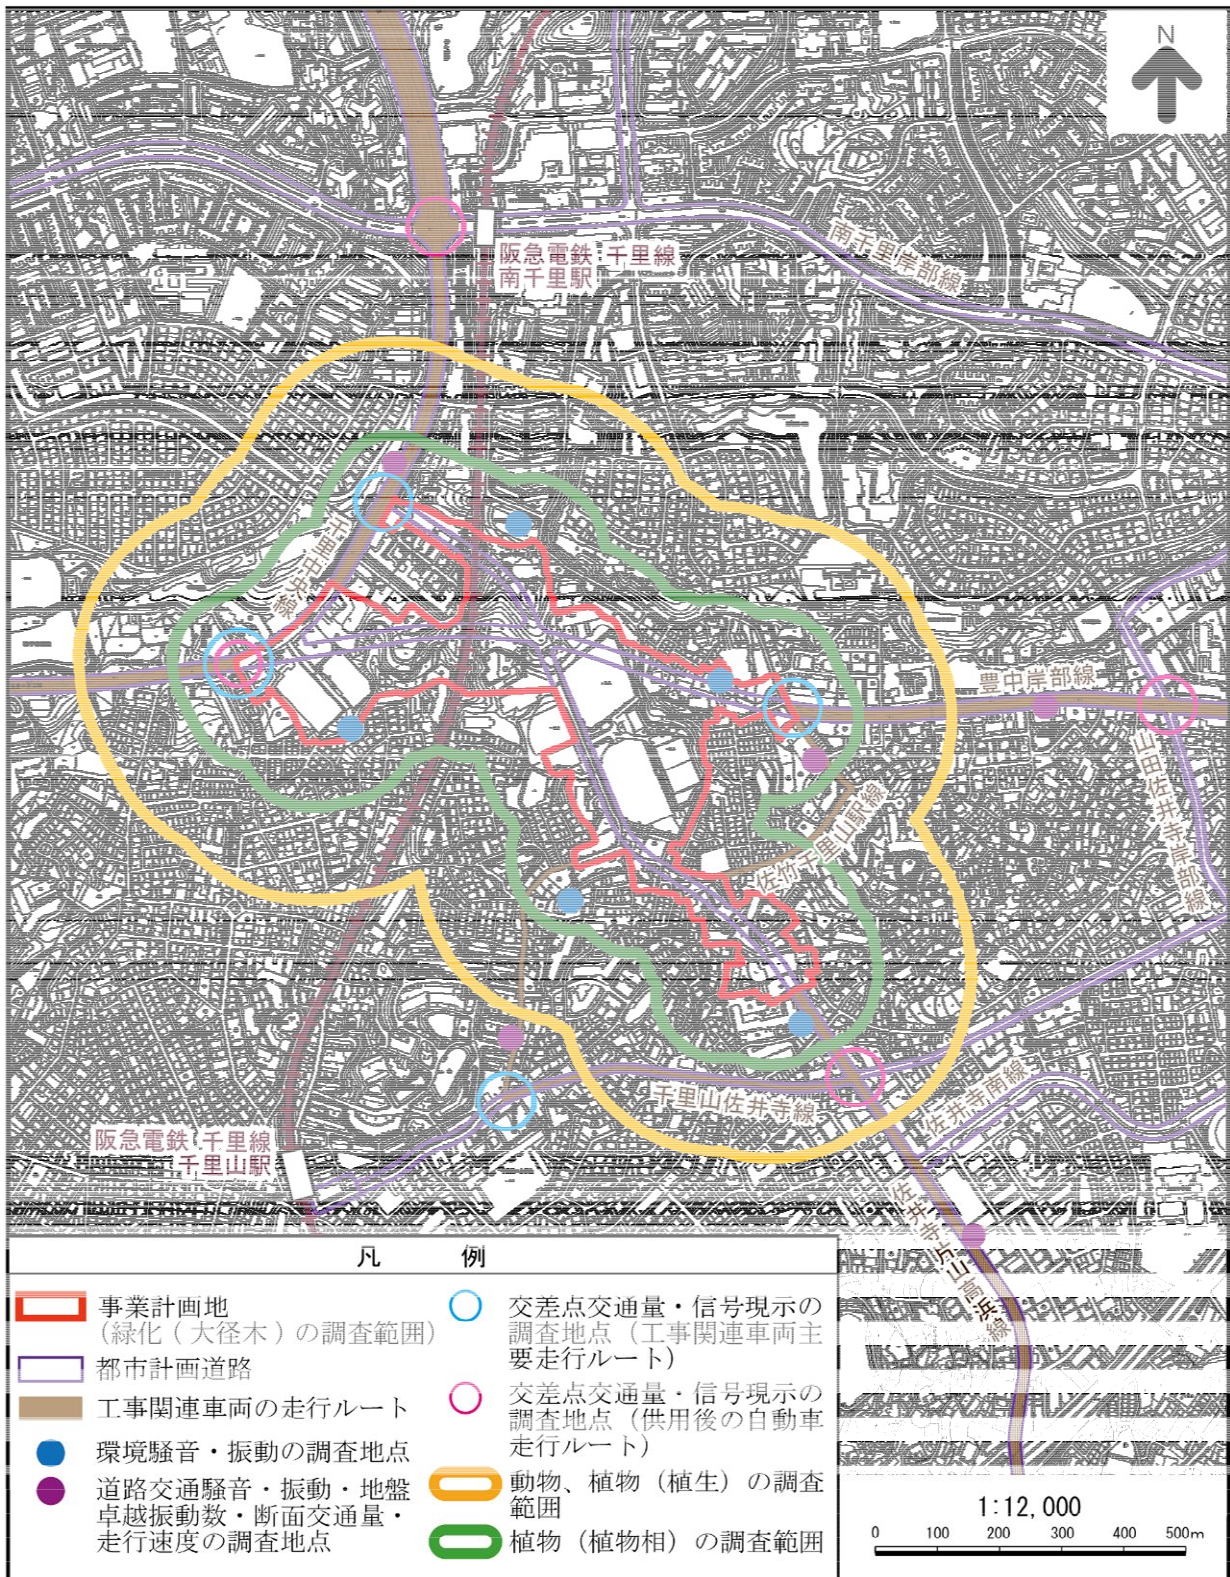 N
阪急電鉄 千里線
南千里駅
南千里岸部線
千里中央線
豊中岸部線
山田佐井寺岸部線
佐竹千里山駅線
千里山佐井寺線
佐井寺南線
阪急電鉄 千里線
千里山駅
佐井寺片山高浜線
凡 例
事業計画地
(緑化(大径木)の調査範囲)
都市計画道路
工事関連車両の走行ルート
環境騒音・振動の調査地点
道路交通騒音・振動・地盤
卓越振動数・断面交通量・
走行速度の調査地点
交差点交通量・信号現示の
調査地点(工事関連車両主
要走行ルート)
交差点交通量・信号現示の
調査地点(供用後の自動車
走行ルート)
動物、植物(植生)の調査
範囲
植物(植物相)の調査範囲
1:12,000
0 100 200 300 400 500m